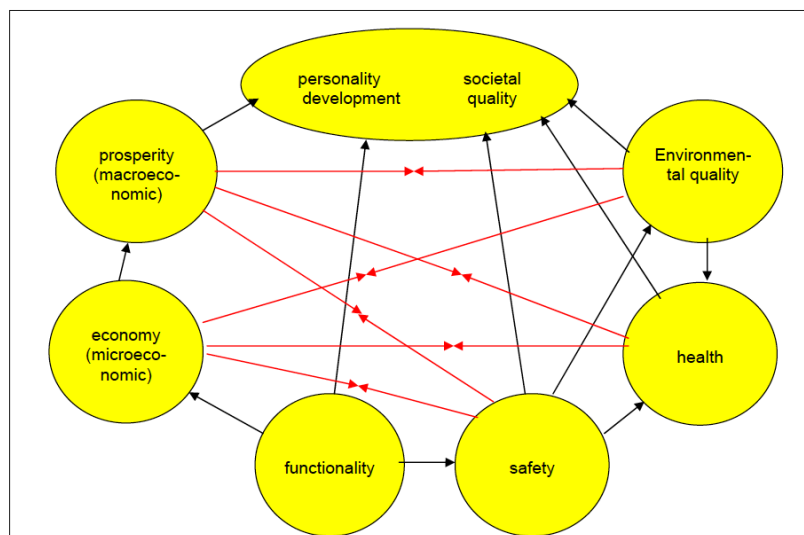 personality societal
development quality
prosperity
(macroeco-
nomic)
Environmen-
tal quality
economy
(microeco-
nomic)
health
functionality
safety